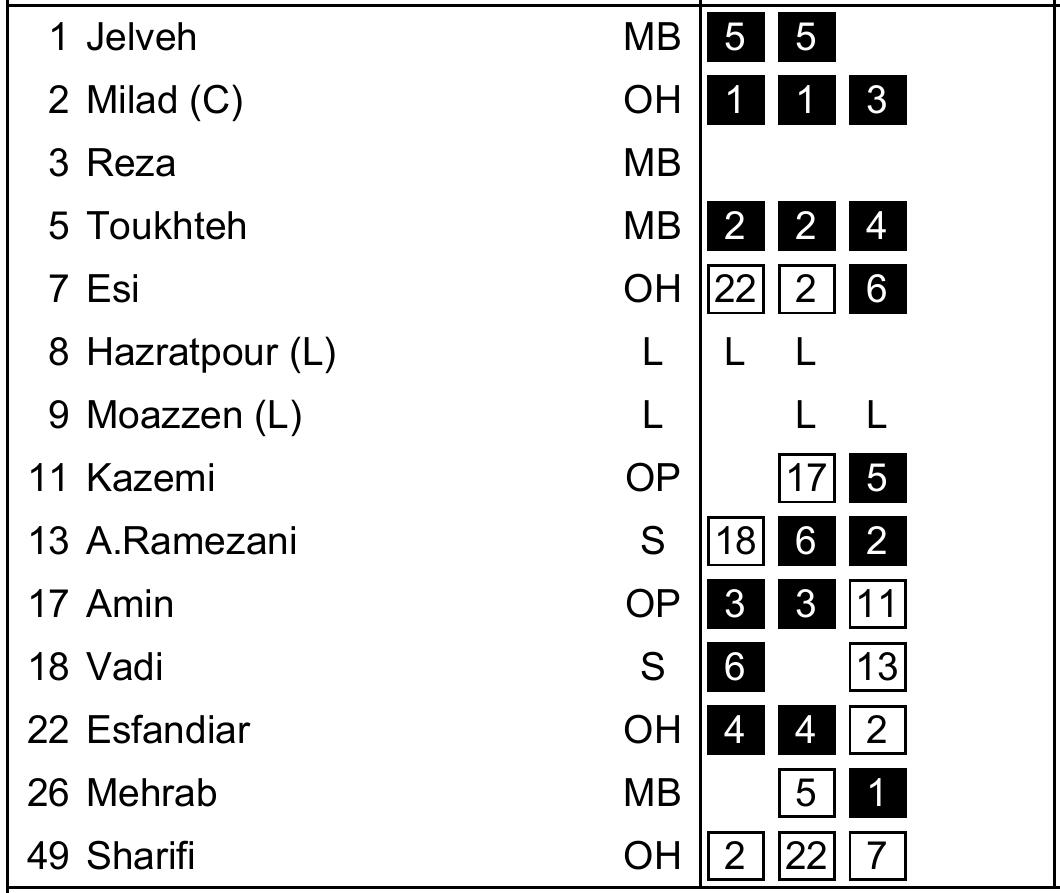 1 Jelveh MB 5 5
2 Milad (C) OH 1 1 3
3 Reza MB
5 Toukhteh MB 2 2 4
7 Esi OH 22 2 6
8 Hazratpour (L) L L L
9 Moazzen (L) L L L
11 Kazemi OP 17 5
13 A.Ramezani S 18 6 2
17 Amin OP 3 3 11
18 Vadi S 6 13
22 Esfandiar OH 4 4 2
26 Mehrab MB 5 1
49 Sharifi OH 2 22 7